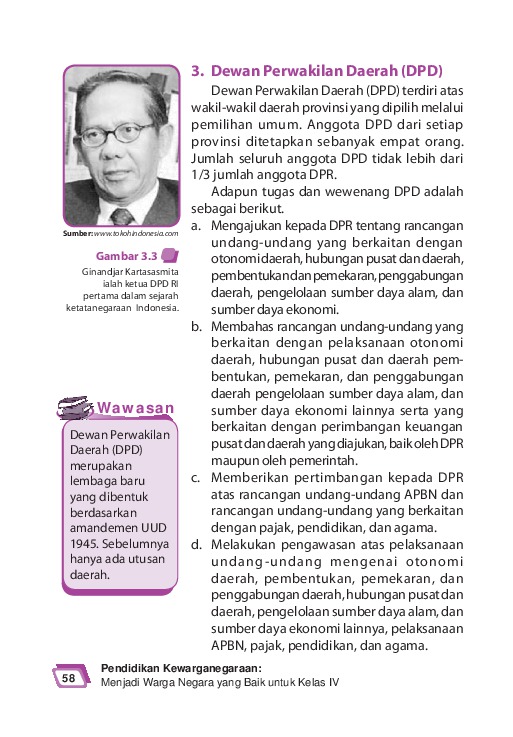 3. Dewan Perwakilan Daerah (DPD)
Dewan Perwakilan Daerah (DPD) terdiri atas
wakil-wakil daerah provinsi yang dipilih melalui
pemilihan umum. Anggota DPD dari setiap
provinsi ditetapkan sebanyak empat orang.
Jumlah seluruh anggota DPD tidak lebih dari
1/3 jumlah anggota DPR.
Adapun tugas dan wewenang DPD adalah
sebagai berikut.
a. Mengajukan kepada DPR tentang rancangan
undang-undang yang berkaitan dengan
otonomi daerah, hubungan pusat dan daerah,
pembentukan dan pemekaran, penggabungan
daerah, pengelolaan sumber daya alam, dan
sumber daya ekonomi.
b. Membahas rancangan undang-undang yang
berkaitan dengan pelaksanaan otonomi
daerah, hubungan pusat dan daerah pem-
bentukan, pemekaran, dan penggabungan
daerah pengelolaan sumber daya alam, dan
sumber daya ekonomi lainnya serta yang
berkaitan dengan perimbangan keuangan
pusat dan daerah yang diajukan, baik oleh DPR
maupun oleh pemerintah.
c. Memberikan pertimbangan kepada DPR
atas rancangan undang-undang APBN dan
rancangan undang-undang yang berkaitan
dengan pajak, pendidikan, dan agama.
d. Melakukan pengawasan atas pelaksanaan
undang-undang mengenai otonomi
daerah, pembentukan, pemekaran, dan
penggabungan daerah, hubungan pusat dan
daerah, pengelolaan sumber daya alam, dan
sumber daya ekonomi lainnya, pelaksanaan
APBN, pajak, pendidikan, dan agama.
Sumber: www.tokohindonesia.com
Gambar 3.3
Ginandjar Kartasasmita
ialah ketua DPD RI
pertama dalam sejarah
ketatanegaraan Indonesia.
Wawasan
Dewan Perwakilan
Daerah (DPD)
merupakan
lembaga baru
yang dibentuk
berdasarkan
amandemen UUD
1945. Sebelumnya
hanya ada utusan
daerah.
58
Pendidikan Kewarganegaraan:
Menjadi Warga Negara yang Baik untuk Kelas IV